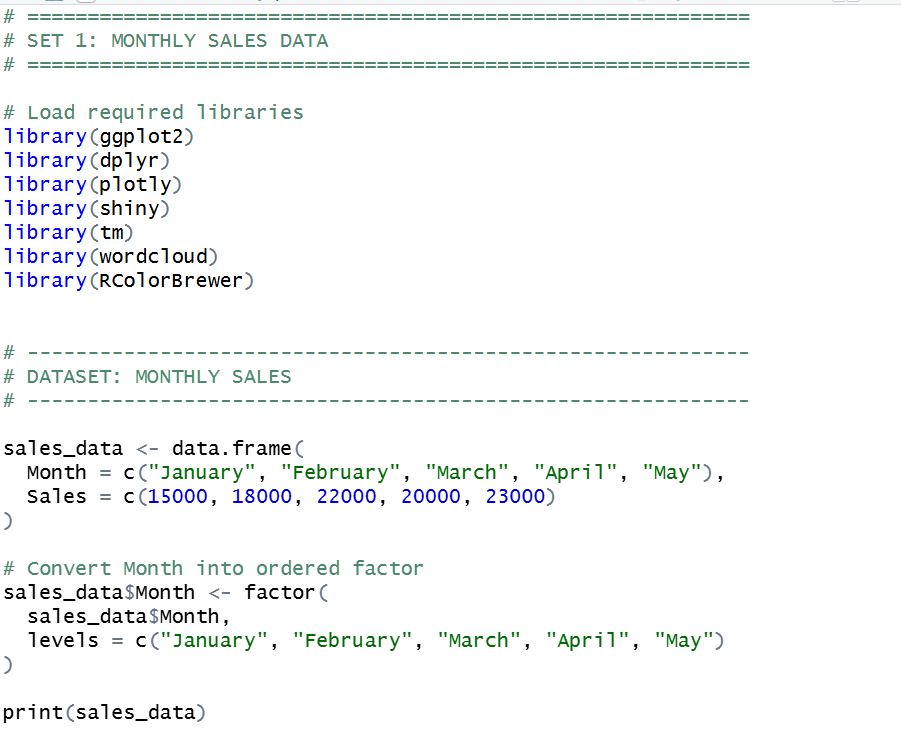 # ============================================================
# SET 1: MONTHLY SALES DATA
# ============================================================
# Load required libraries
library(ggplot2)
library(dplyr)
library(plotly)
library(shiny)
library(tm)
library(wordcloud)
library(RColorBrewer)
# ------------------------------------------------------------
# DATASET: MONTHLY SALES
# ------------------------------------------------------------
sales_data <- data.frame(
  Month = c("January", "February", "March", "April", "May"),
  Sales = c(15000, 18000, 22000, 20000, 23000)
)
# Convert Month into ordered factor
sales_data$Month <- factor(
  sales_data$Month,
  levels = c("January", "February", "March", "April", "May")
)
print(sales_data)